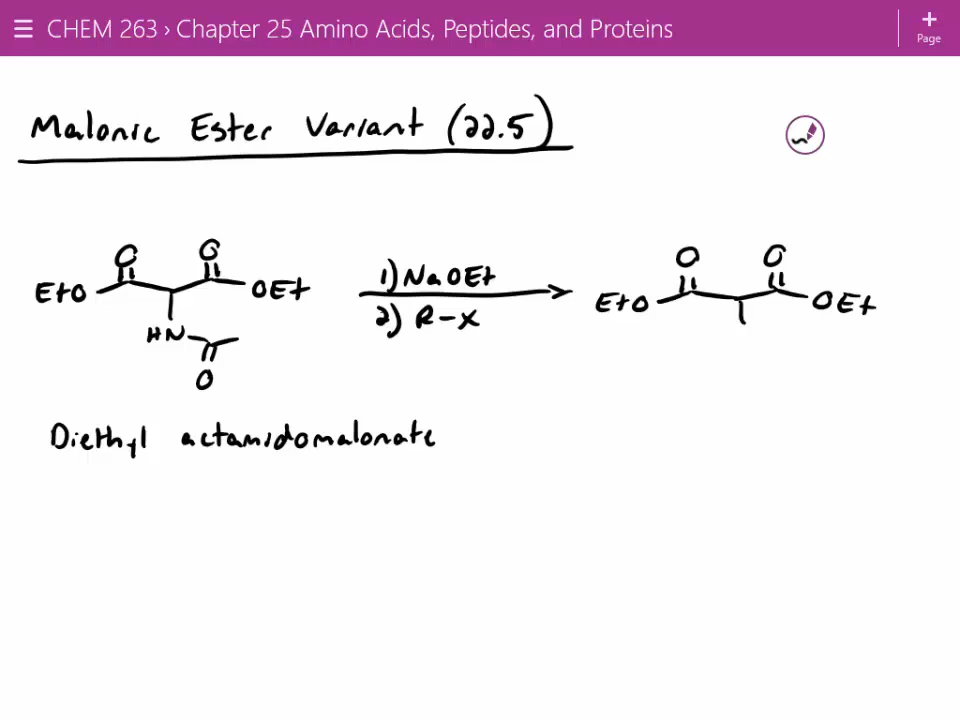 ☰ CHEM 263 › Chapter 25 Amino Acids, Peptides, and Proteins
+
Page
Malonic Ester Variant (22.5)
O O
EtO OEt
HN
O
1) NaOEt
2) R-X
O O
EtO OEt
Diethyl actamidomalonate